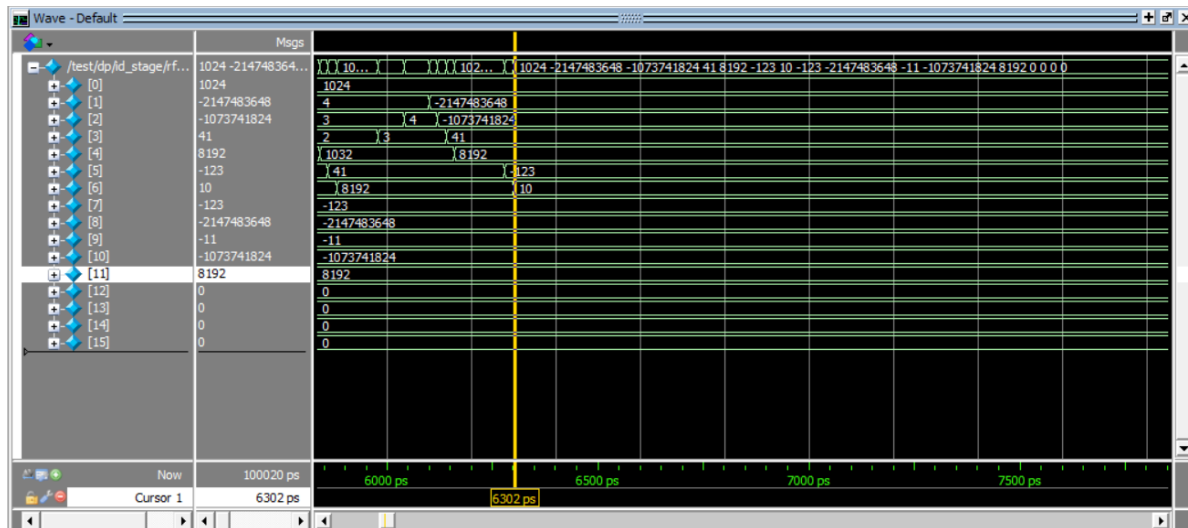 Wave - Default
Msgs
/test/dp/id_stage/rf... 1024 -214748364... 10... 102... 1024 -2147483648 -1073741824 41 8192 -123 10 -123 -2147483648 -11 -1073741824 8192 0 0 0 0
[0] 1024 1024
[1] -2147483648 4 -2147483648
[2] -1073741824 3 4 -1073741824
[3] 41 2 3 41
[4] 8192 1032 8192
[5] -123 41 -123
[6] 10 8192 10
[7] -123 -123
[8] -2147483648 -2147483648
[9] -11 -11
[10] -1073741824 -1073741824
[11] 8192 8192
[12] 0 0
[13] 0 0
[14] 0 0
[15] 0 0
Now 100020 ps 6000 ps 6500 ps 7000 ps 7500 ps
Cursor 1 6302 ps 6302 ps